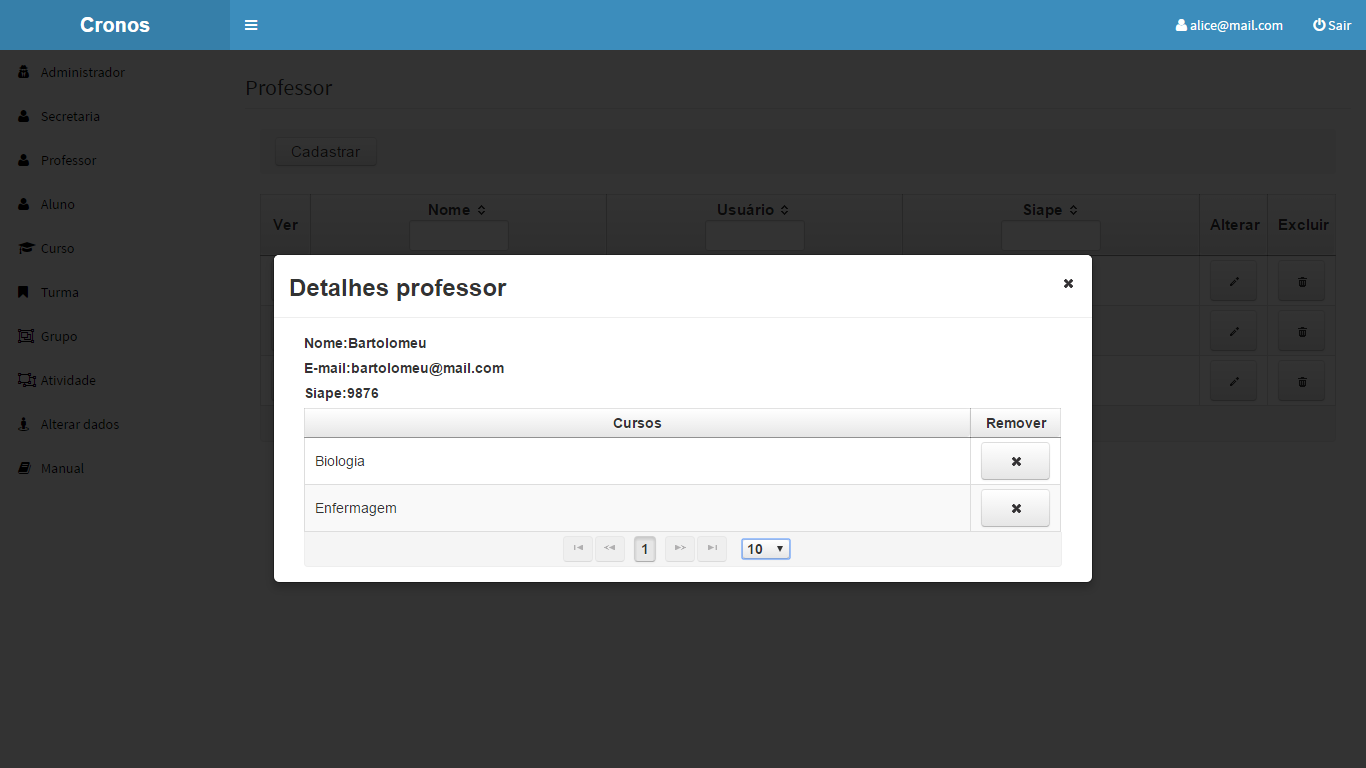 Cronos
alice@mail.com
Sair
Administrador
Secretaria
Professor
Aluno
Curso
Turma
Grupo
Atividade
Alterar dados
Manual
Professor
Cadastrar
Ver
Nome
Usuário
Siape
Alterar
Excluir
Detalhes professor
Nome:Bartolomeu
E-mail:bartolomeu@mail.com
Siape:9876
Cursos
Remover
Biologia
Enfermagem
1
10